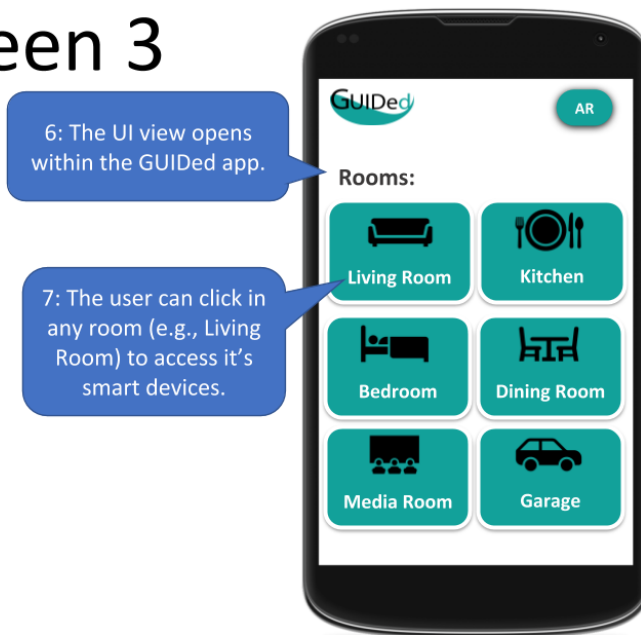 een 3
6: The UI view opens
within the GUIDed app.
7: The user can click in
any room (e.g., Living
Room) to access it's
smart devices.
GUIDed
AR
Rooms:
Living Room
Kitchen
Bedroom
Dining Room
Media Room
Garage